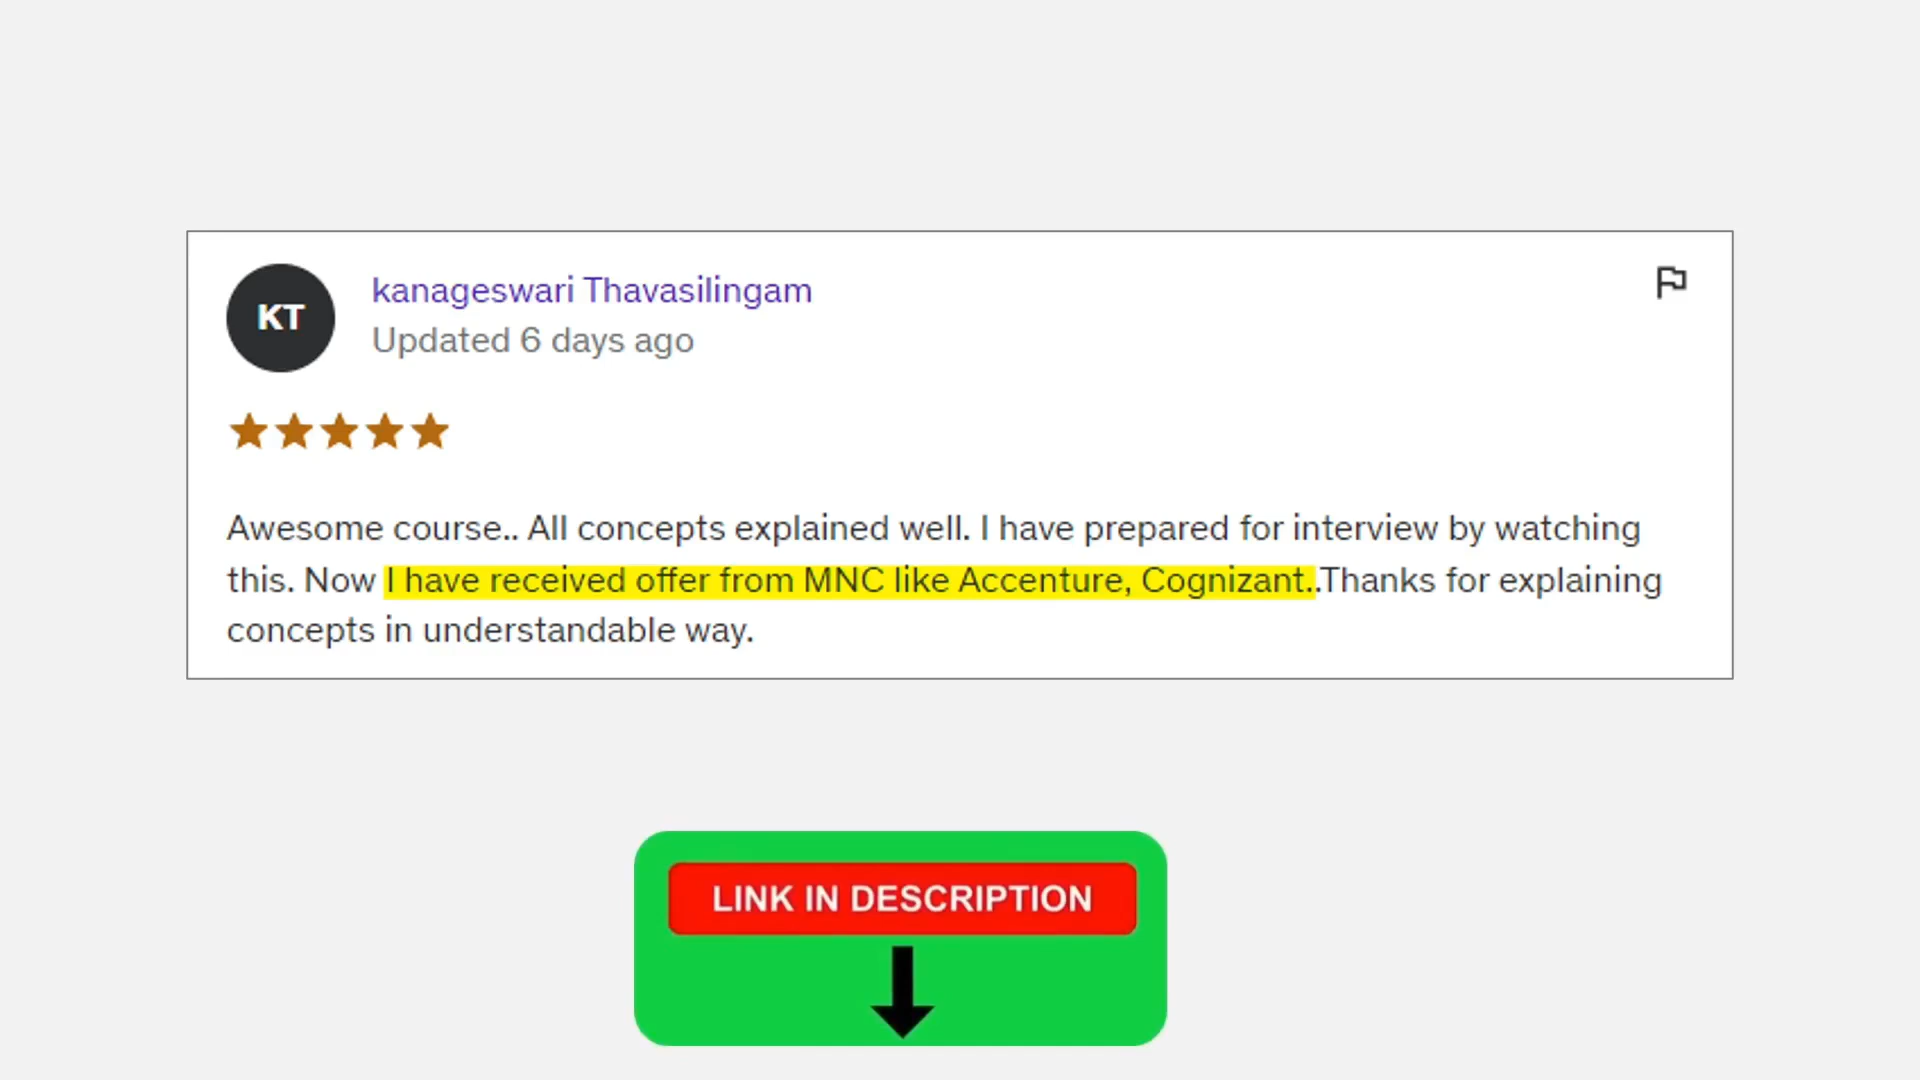 KT
kanageswari Thavasilingam
Updated 6 days ago
Awesome course.. All concepts explained well. I have prepared for interview by watching
this. Now I have received offer from MNC like Accenture, Cognizant...Thanks for explaining
concepts in understandable way.
LINK IN DESCRIPTION